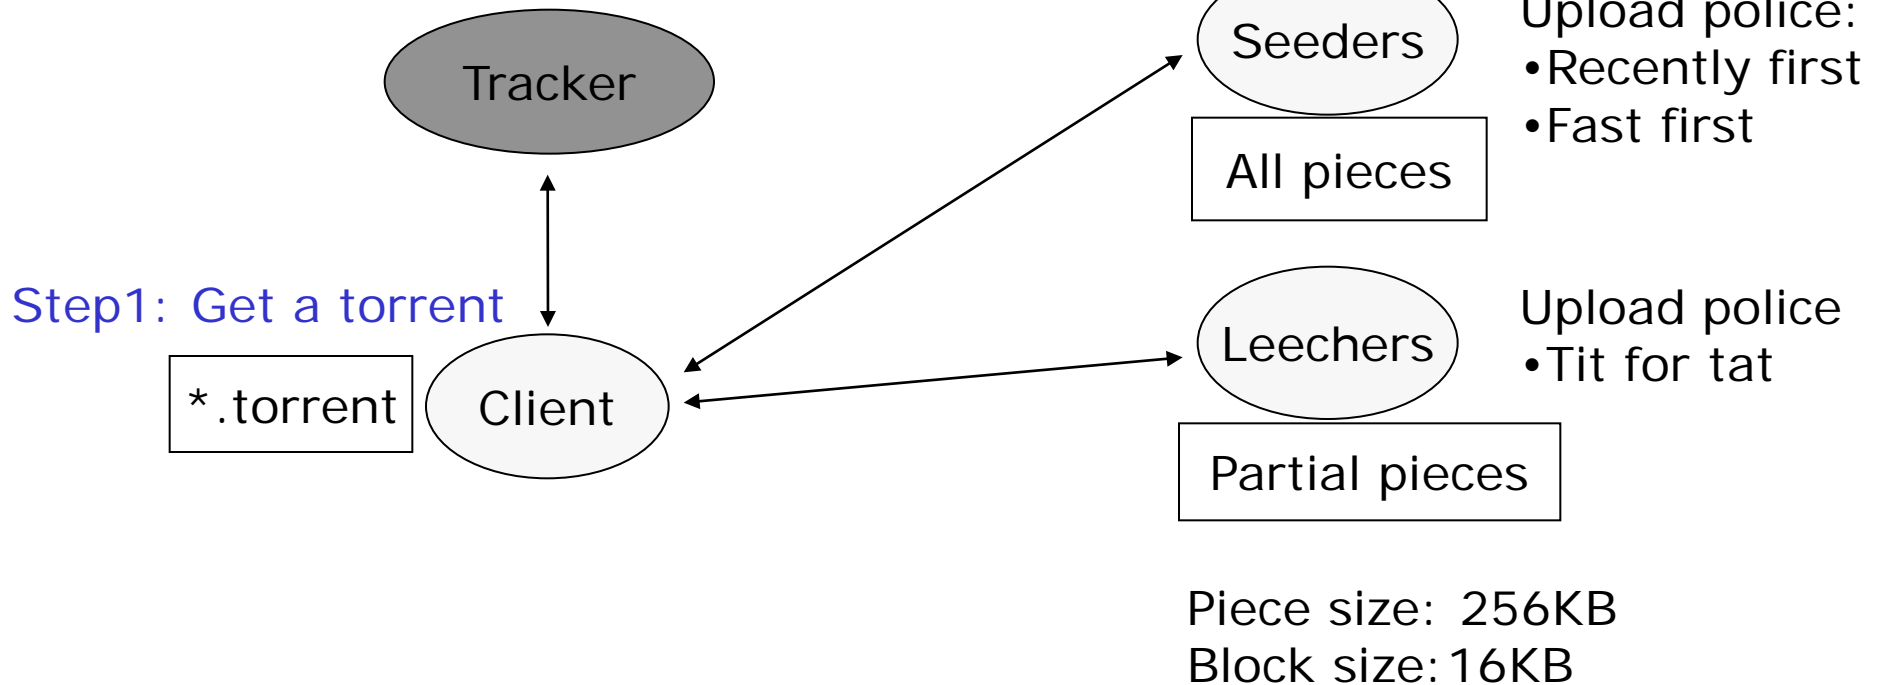 Tracker
Seeders
Upload police:
•Recently first
•Fast first
All pieces
Step1: Get a torrent
*.torrent
Client
Leechers
Upload police
•Tit for tat
Partial pieces
Piece size: 256KB
Block size:16KB